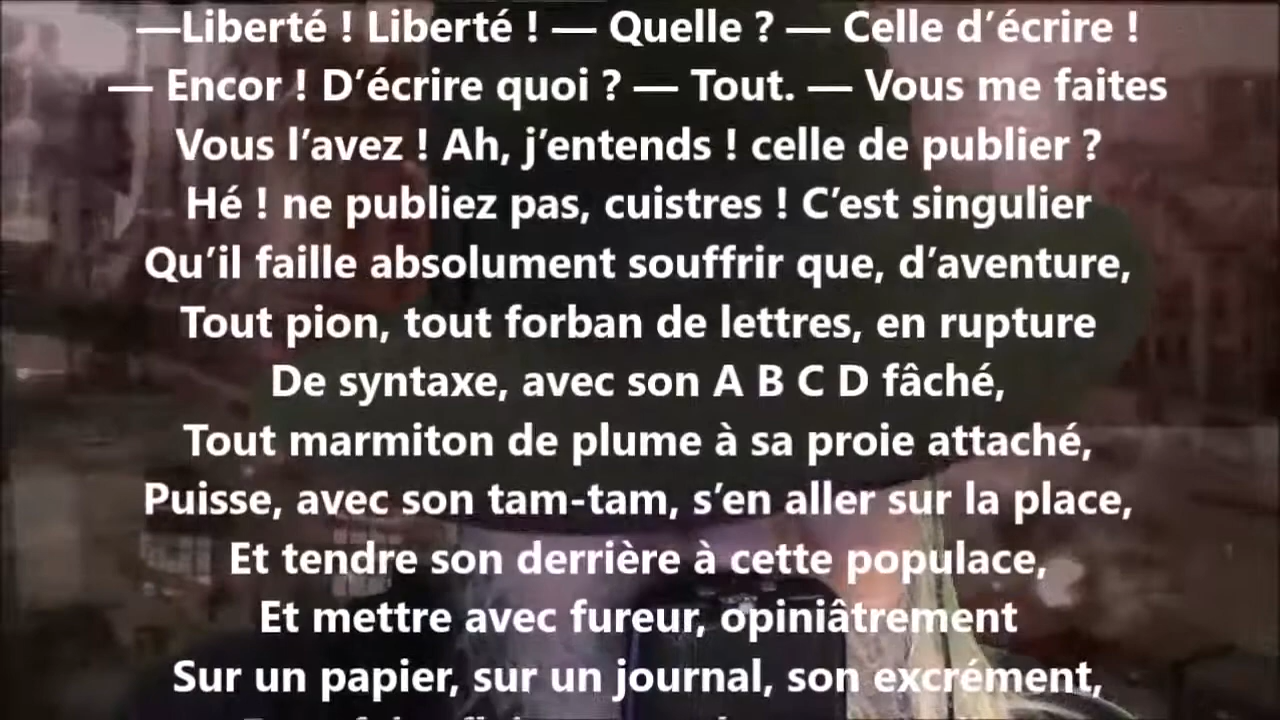 —Liberté ! Liberté ! — Quelle ? — Celle d’écrire !
— Encor ! D’écrire quoi ? — Tout. — Vous me faites
Vous l’avez ! Ah, j’entends ! celle de publier ?
Hé ! ne publiez pas, cuistres ! C’est singulier
Qu’il faille absolument souffrir que, d’aventure,
Tout pion, tout forban de lettres, en rupture
De syntaxe, avec son A B C D fâché,
Tout marmiton de plume à sa proie attaché,
Puisse, avec son tam-tam, s’en aller sur la place,
Et tendre son derrière à cette populace,
Et mettre avec fureur, opiniâtrement
Sur un papier, sur un journal, son excrément,